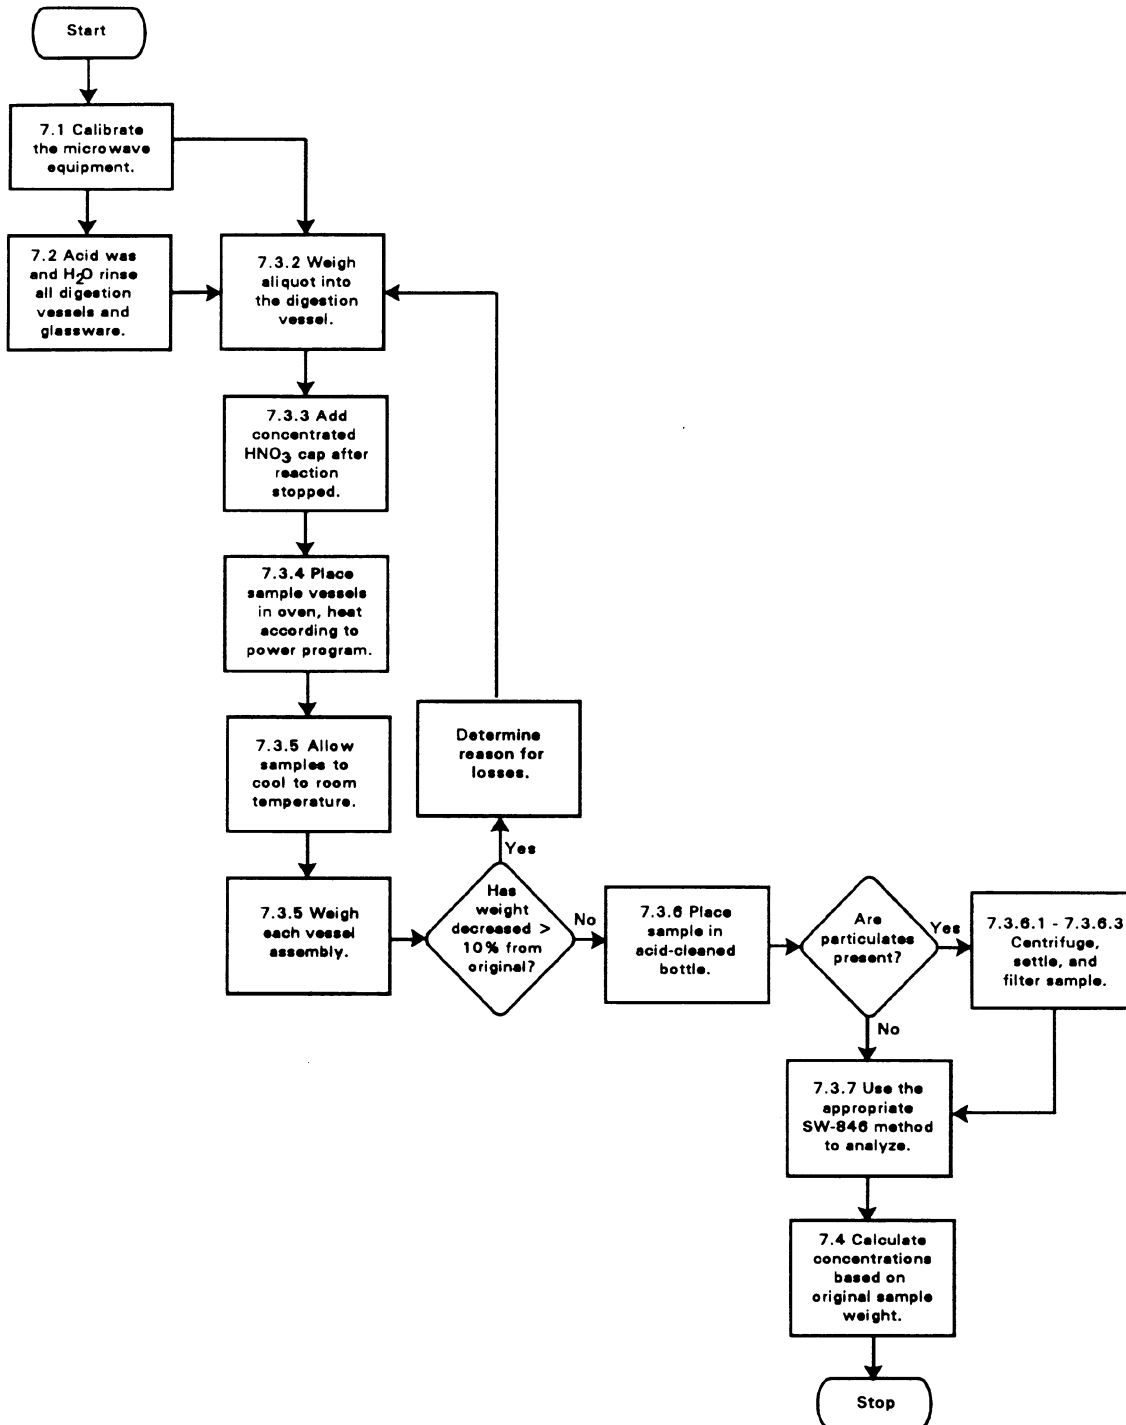 Start
7.1 Calibrate
the microwave
equipment.
7.2 Acid was
and H2O rinse
all digestion
vessels and
glassware.
7.3.2 Weigh
aliquot into
the digestion
vessel.
7.3.3 Add
concentrated
HNO3 cap after
reaction
stopped.
7.3.4 Place
sample vessels
in oven, heat
according to
power program.
7.3.5 Allow
samples to
cool to room
temperature.
7.3.5 Weigh
each vessel
assembly.
Has
weight
decreased >
10% from
original?
Yes
Determine
reason for
losses.
No
7.3.6 Place
sample in
acid-cleaned
bottle.
Are
particulates
present?
Yes
7.3.6.1 - 7.3.6.3
Centrifuge,
settle, and
filter sample.
No
7.3.7 Use the
appropriate
SW-846 method
to analyze.
7.4 Calculate
concentrations
based on
original sample
weight.
Stop